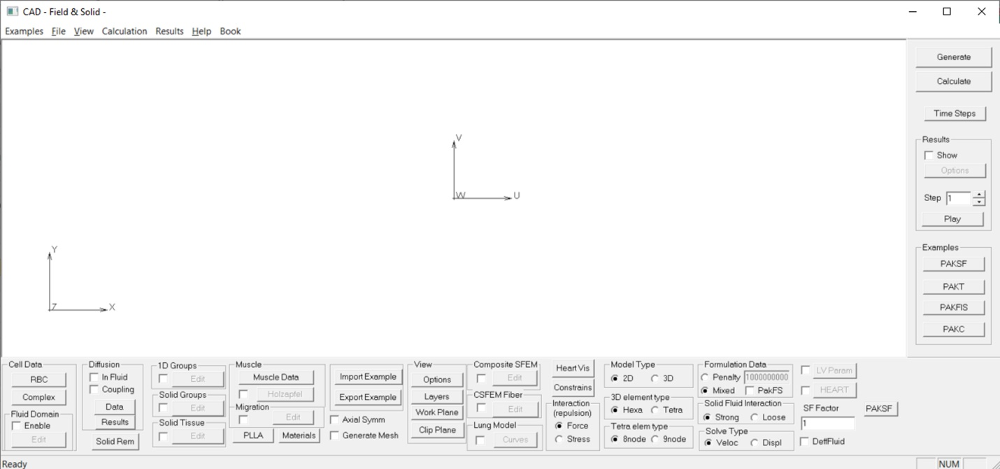 CAD - Field & Solid -
Examples File View Calculation Results Help Book
Generate
Calculate
Time Steps
Results
Show
Options
Step 1
Play
Examples
PAKSF
PAKT
PAKFIS
PAKC
V
W U
Y
Z X
Cell Data
RBC
Complex
Fluid Domain
Enable
Edit
Diffusion
In Fluid
Coupling
Data
Results
Solid Rem
1D Groups
Edit
Solid Groups
Edit
Solid Tissue
Edit
Muscle
Muscle Data
Holzapfel
Migration
Edit
PLLA Materials
Import Example
Export Example
Axial Symm
Generate Mesh
View
Options
Layers
Work Plane
Clip Plane
Composite SFEM
Edit
CSFEM Fiber
Edit
Lung Model
Curves
Heart Vis
Constrains
Interaction
(repulsion)
Force
Stress
Model Type
2D 3D
3D element type
Hexa Tetra
Tetra elem type
8node 9node
Formulation Data
Penalty 1000000000
Mixed PakFS
Solid Fluid Interaction
Strong Loose
Solve Type
Veloc Displ
LV Param
HEART
SF Factor
1
DeffFluid
PAKSF
Ready
NUM